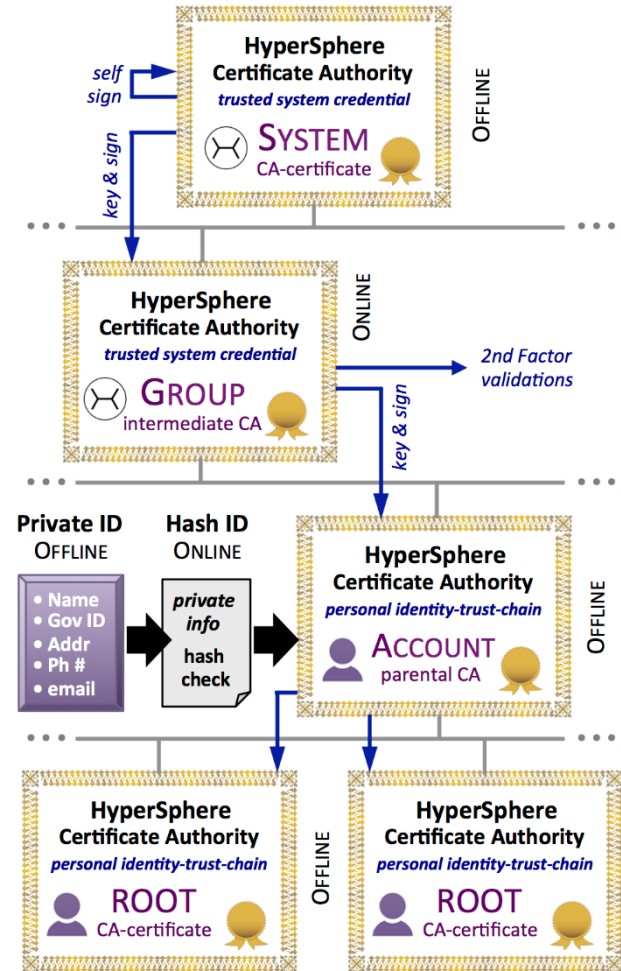 HyperSphere
Certificate Authority
trusted system credential
SYSTEM
CA-certificate
OFFLINE
self
sign
key & sign
HyperSphere
Certificate Authority
trusted system credential
GROUP
intermediate CA
ONLINE
2nd Factor
validations
key & sign
Private ID
OFFLINE
• Name
• Gov ID
• Addr
• Ph #
• email
Hash ID
ONLINE
private
info
hash
check
HyperSphere
Certificate Authority
personal identity-trust-chain
ACCOUNT
parental CA
OFFLINE
HyperSphere
Certificate Authority
personal identity-trust-chain
ROOT
CA-certificate
OFFLINE
HyperSphere
Certificate Authority
personal identity-trust-chain
ROOT
CA-certificate